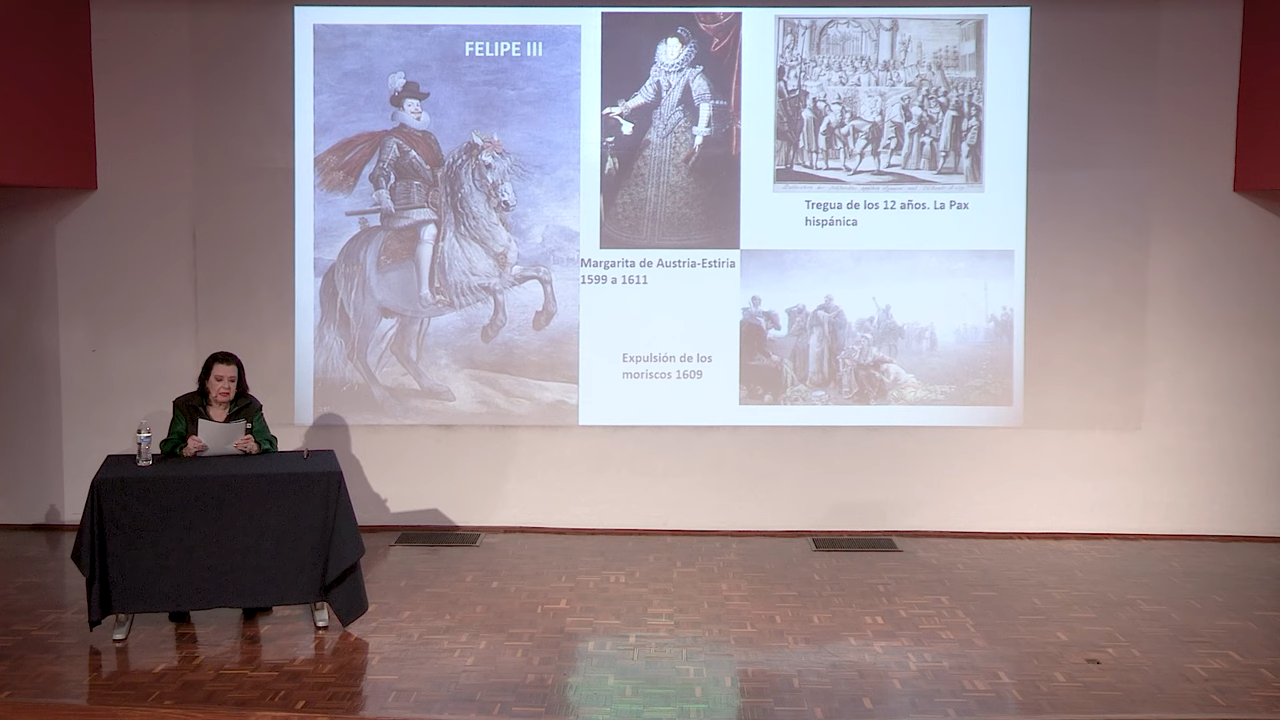 FELIPE III
Tregua de los 12 años. La Pax
hispánica
Margarita de Austria-Estiria
1599 a 1611
Expulsión de los
moriscos 1609